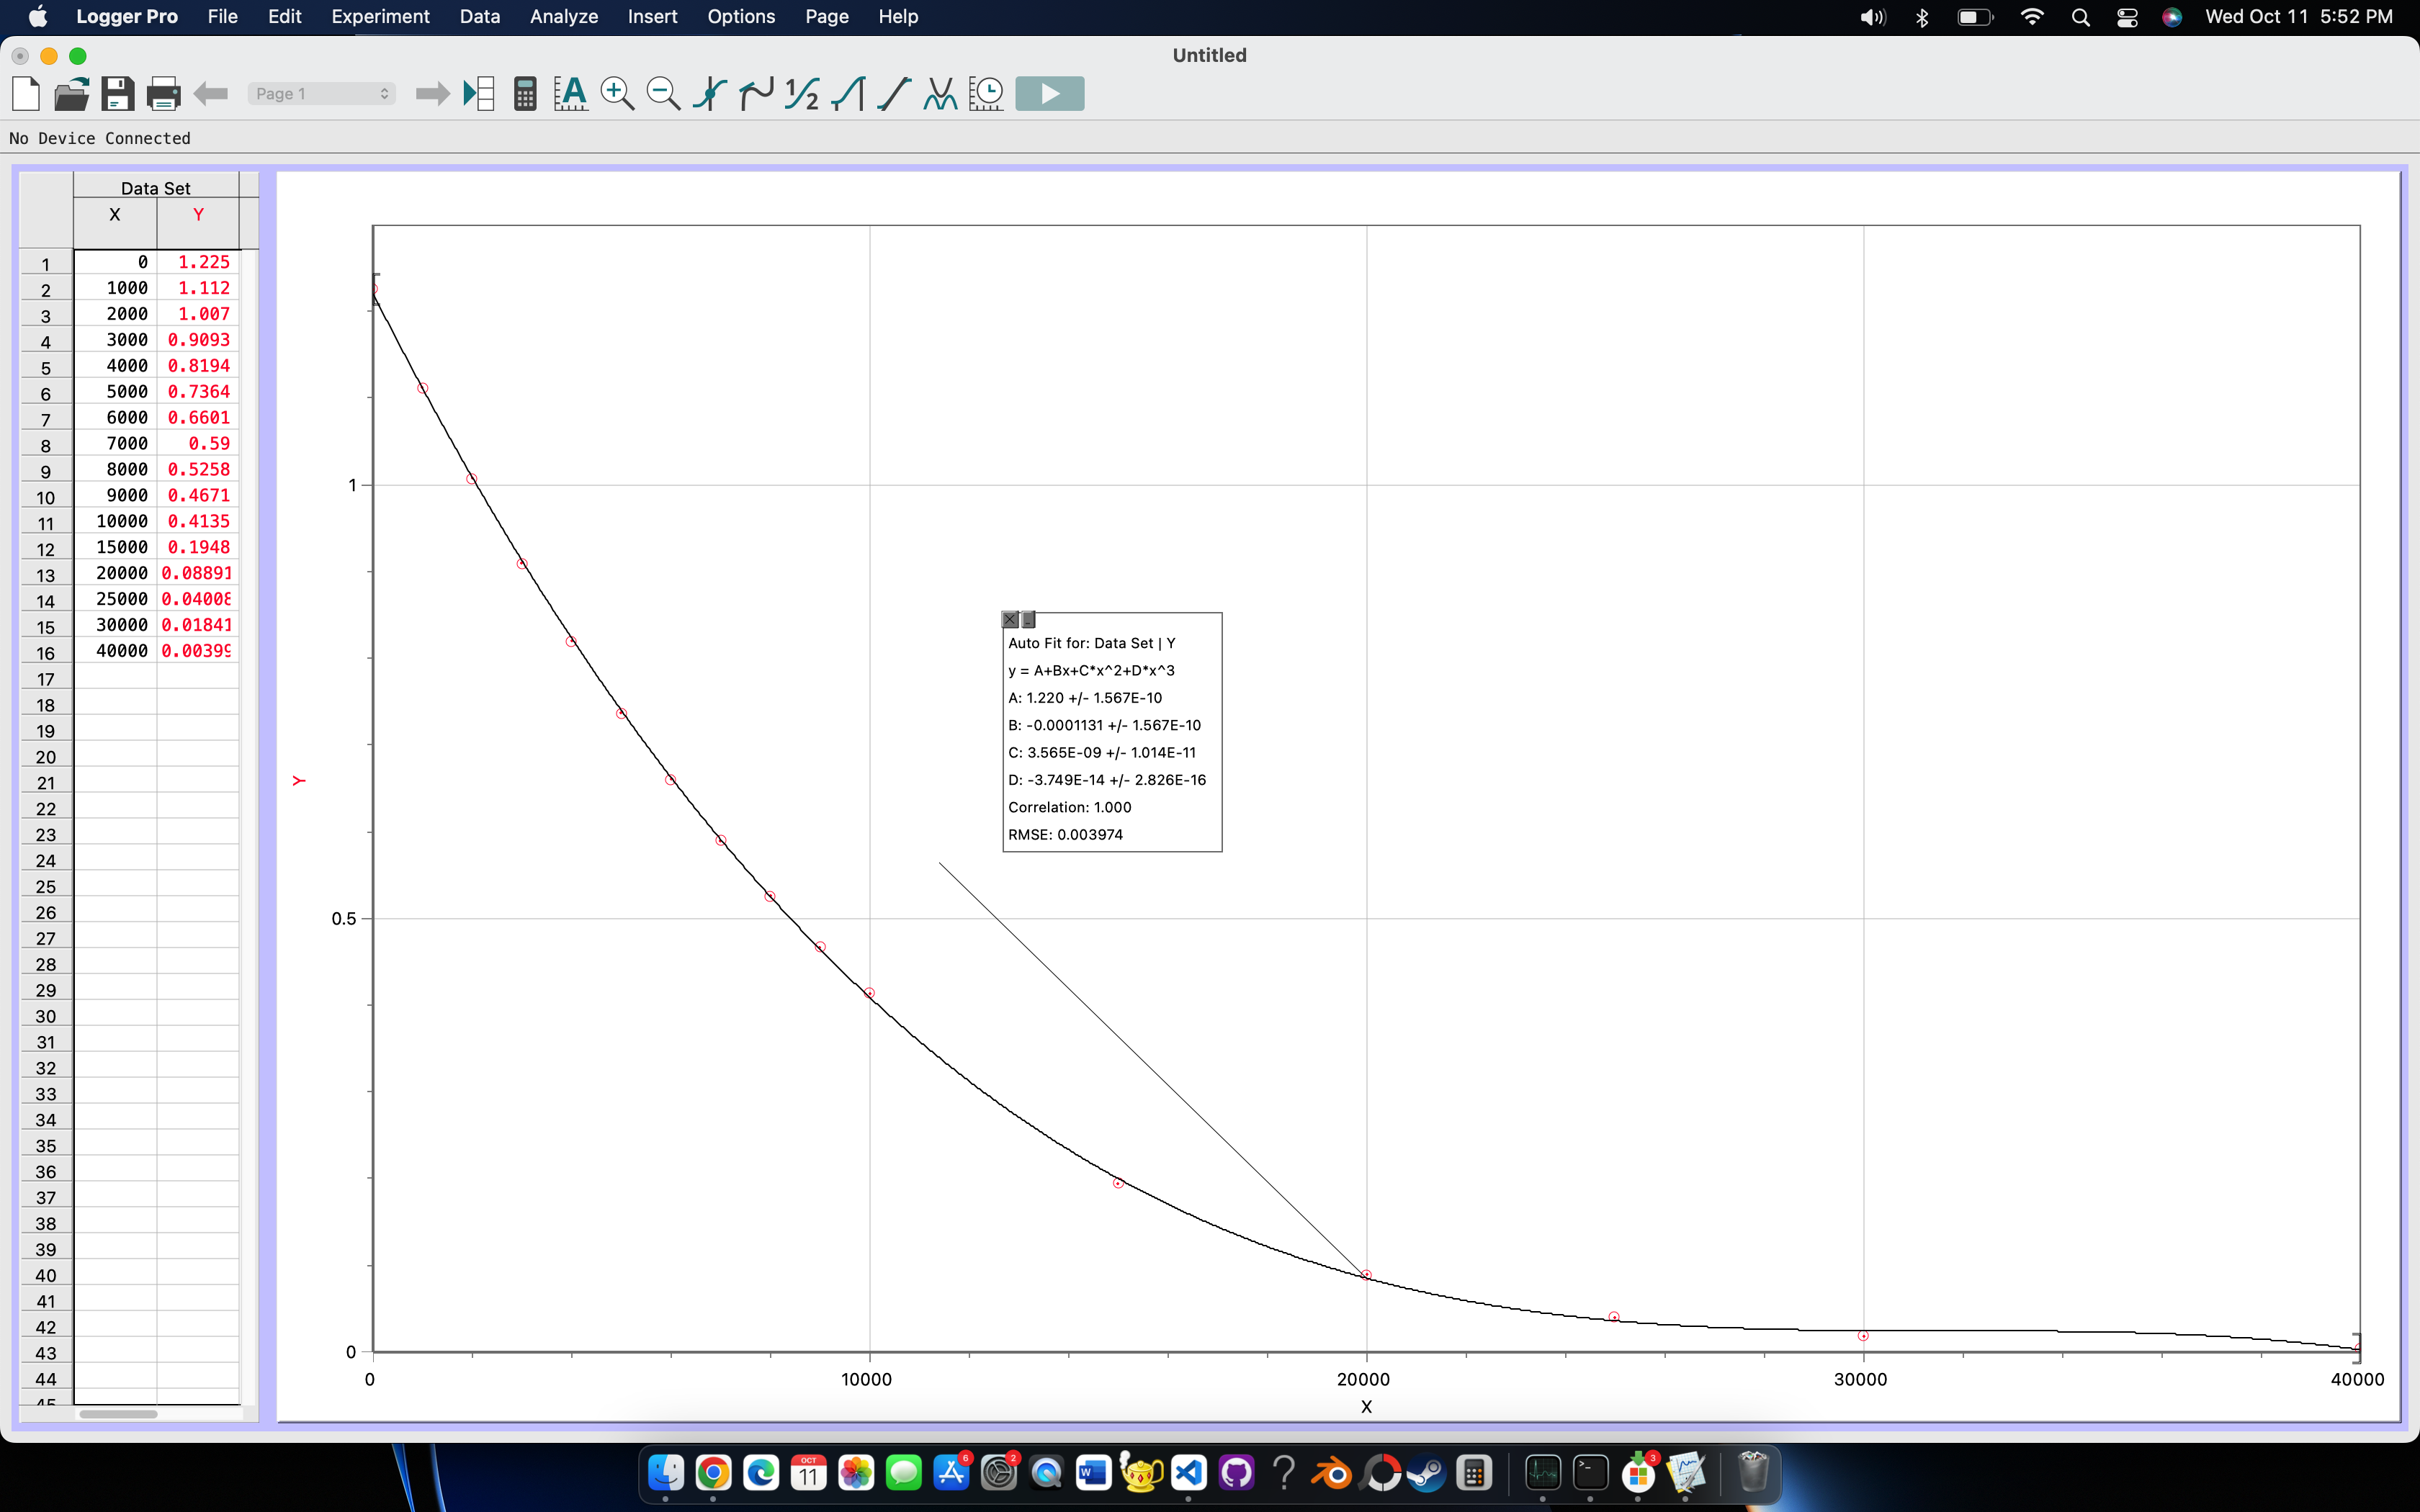 Logger Pro File Edit Experiment Data Analyze Insert Options Page Help Wed Oct 11 5:52 PM
Untitled
Page 1
No Device Connected
Data Set
X Y
1 0 1.225
2 1000 1.112
3 2000 1.007
4 3000 0.9093
5 4000 0.8194
6 5000 0.7364
7 6000 0.6601
8 7000 0.59
9 8000 0.5258
10 9000 0.4671
11 10000 0.4135
12 15000 0.1948
13 20000 0.08891
14 25000 0.04008
15 30000 0.01841
16 40000 0.00399
17
18
19
20
21
22
23
24
25
26
27
28
29
30
31
32
33
34
35
36
37
38
39
40
41
42
43
44
45
Y
1
0.5
0
Auto Fit for: Data Set | Y
y = A+Bx+C*x^2+D*x^3
A: 1.220 +/- 1.567E-10
B: -0.0001131 +/- 1.567E-10
C: 3.565E-09 +/- 1.014E-11
D: -3.749E-14 +/- 2.826E-16
Correlation: 1.000
RMSE: 0.003974
0 10000 20000 30000 40000
X
OCT
11
6
2
W
3